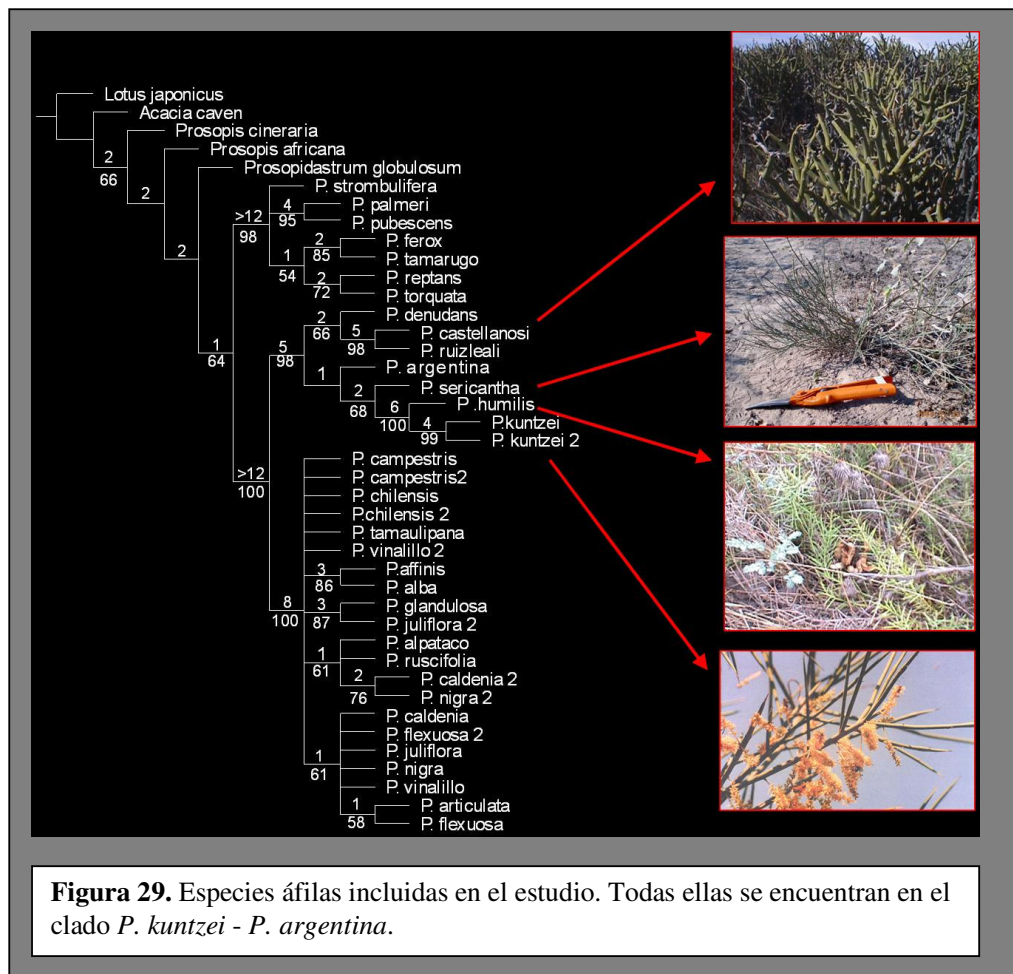 Lotus japonicus
Acacia caven
Prosopis cineraria
2
66
Prosopis africana
2
Prosopidastrum globulosum
2
P. strombulifera
>12
98
4
95
P. palmeri
P. pubescens
1
54
2
85
P. ferox
P. tamarugo
2
72
P. reptans
P. torquata
1
64
P. denudans
2
66
5
98
P. castellanosi
P. ruizleali
5
98
P. argentina
1
P. sericantha
2
68
P .humilis
6
100
P.kuntzei
4
99
P. kuntzei 2
>12
100
P. campestris
P. campestris2
P. chilensis
P.chilensis 2
P. tamaulipana
P. vinalillo 2
3
86
P.affinis
P. alba
8
100
3
87
P. glandulosa
P. juliflora 2
P. alpataco
1
61
P. ruscifolia
2
76
P. caldenia 2
P. nigra 2
P. caldenia
P. flexuosa 2
P. juliflora
1
61
P. nigra
P. vinalillo
1
58
P. articulata
P. flexuosa
Figura 29. Especies áfilas incluidas en el estudio. Todas ellas se encuentran en el
clado P. kuntzei - P. argentina.